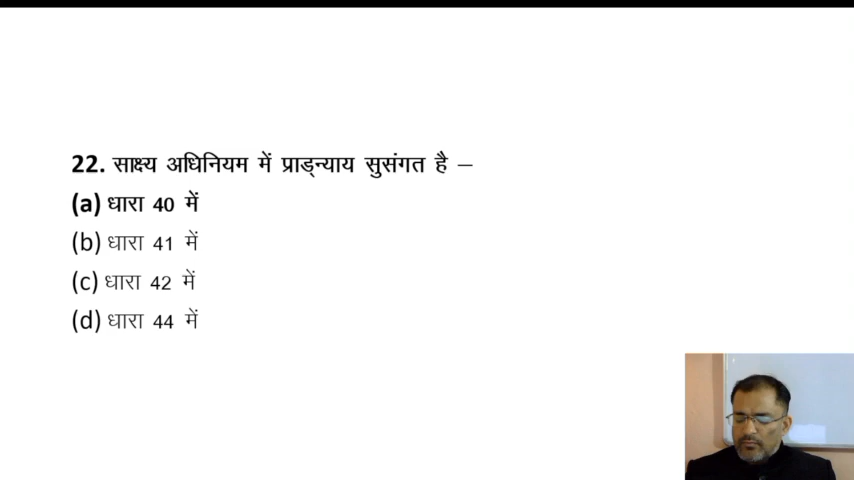 22. साक्ष्य अधिनियम में प्राड्न्याय सुसंगत है –
(a) धारा 40 में
(b) धारा 41 में
(c) धारा 42 में
(d) धारा 44 में